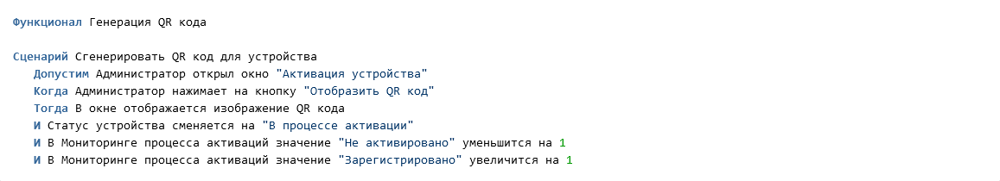 Функционал Генерация QR кода
Сценарий Сгенерировать QR код для устройства
Допустим Администратор открыл окно "Активация устройства"
Когда Администратор нажимает на кнопку "Отобразить QR код"
Тогда В окне отображается изображение QR кода
И Статус устройства сменяется на "В процессе активации"
И В Мониторинге процесса активаций значение "Не активировано" уменьшится на 1
И В Мониторинге процесса активаций значение "Зарегистрировано" увеличится на 1